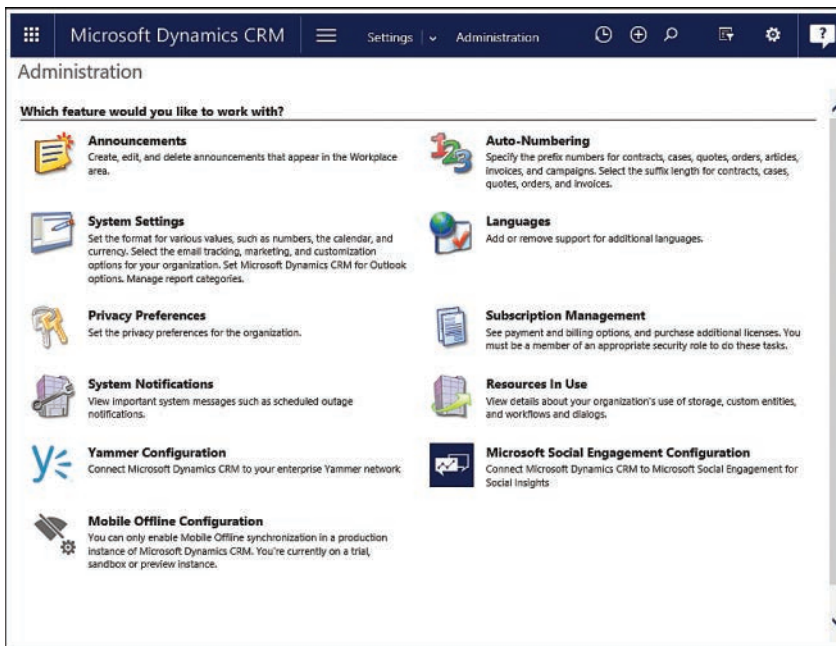 Microsoft Dynamics CRM
Settings
Administration
?
Administration
Which feature would you like to work with?
Announcements
Create, edit, and delete announcements that appear in the Workplace
area.
Auto-Numbering
Specify the prefix numbers for contracts, cases, quotes, orders, articles,
invoices, and campaigns. Select the suffix length for contracts, cases,
quotes, orders, and invoices.
System Settings
Set the format for various values, such as numbers, the calendar, and
currency. Select the email tracking, marketing, and customization
options for your organization. Set Microsoft Dynamics CRM for Outlook
options. Manage report categories.
Languages
Add or remove support for additional languages.
Privacy Preferences
Set the privacy preferences for the organization.
Subscription Management
See payment and billing options, and purchase additional licenses. You
must be a member of an appropriate security role to do these tasks.
System Notifications
View important system messages such as scheduled outage
notifications.
Resources In Use
View details about your organization's use of storage, custom entities,
and workflows and dialogs.
Yammer Configuration
Connect Microsoft Dynamics CRM to your enterprise Yammer network
Microsoft Social Engagement Configuration
Connect Microsoft Dynamics CRM to Microsoft Social Engagement for
Social Insights
Mobile Offline Configuration
You can only enable Mobile Offline synchronization in a production
instance of Microsoft Dynamics CRM. You're currently on a trial,
sandbox or preview instance.